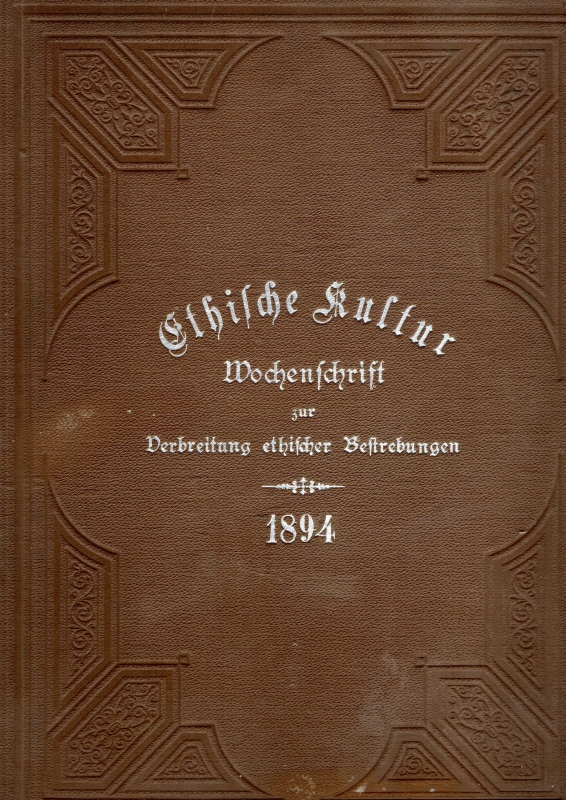 Ethiſche Kultur
Wochenſchrift
zur
Verbreitung ethiſcher Beſtrebungen
1894